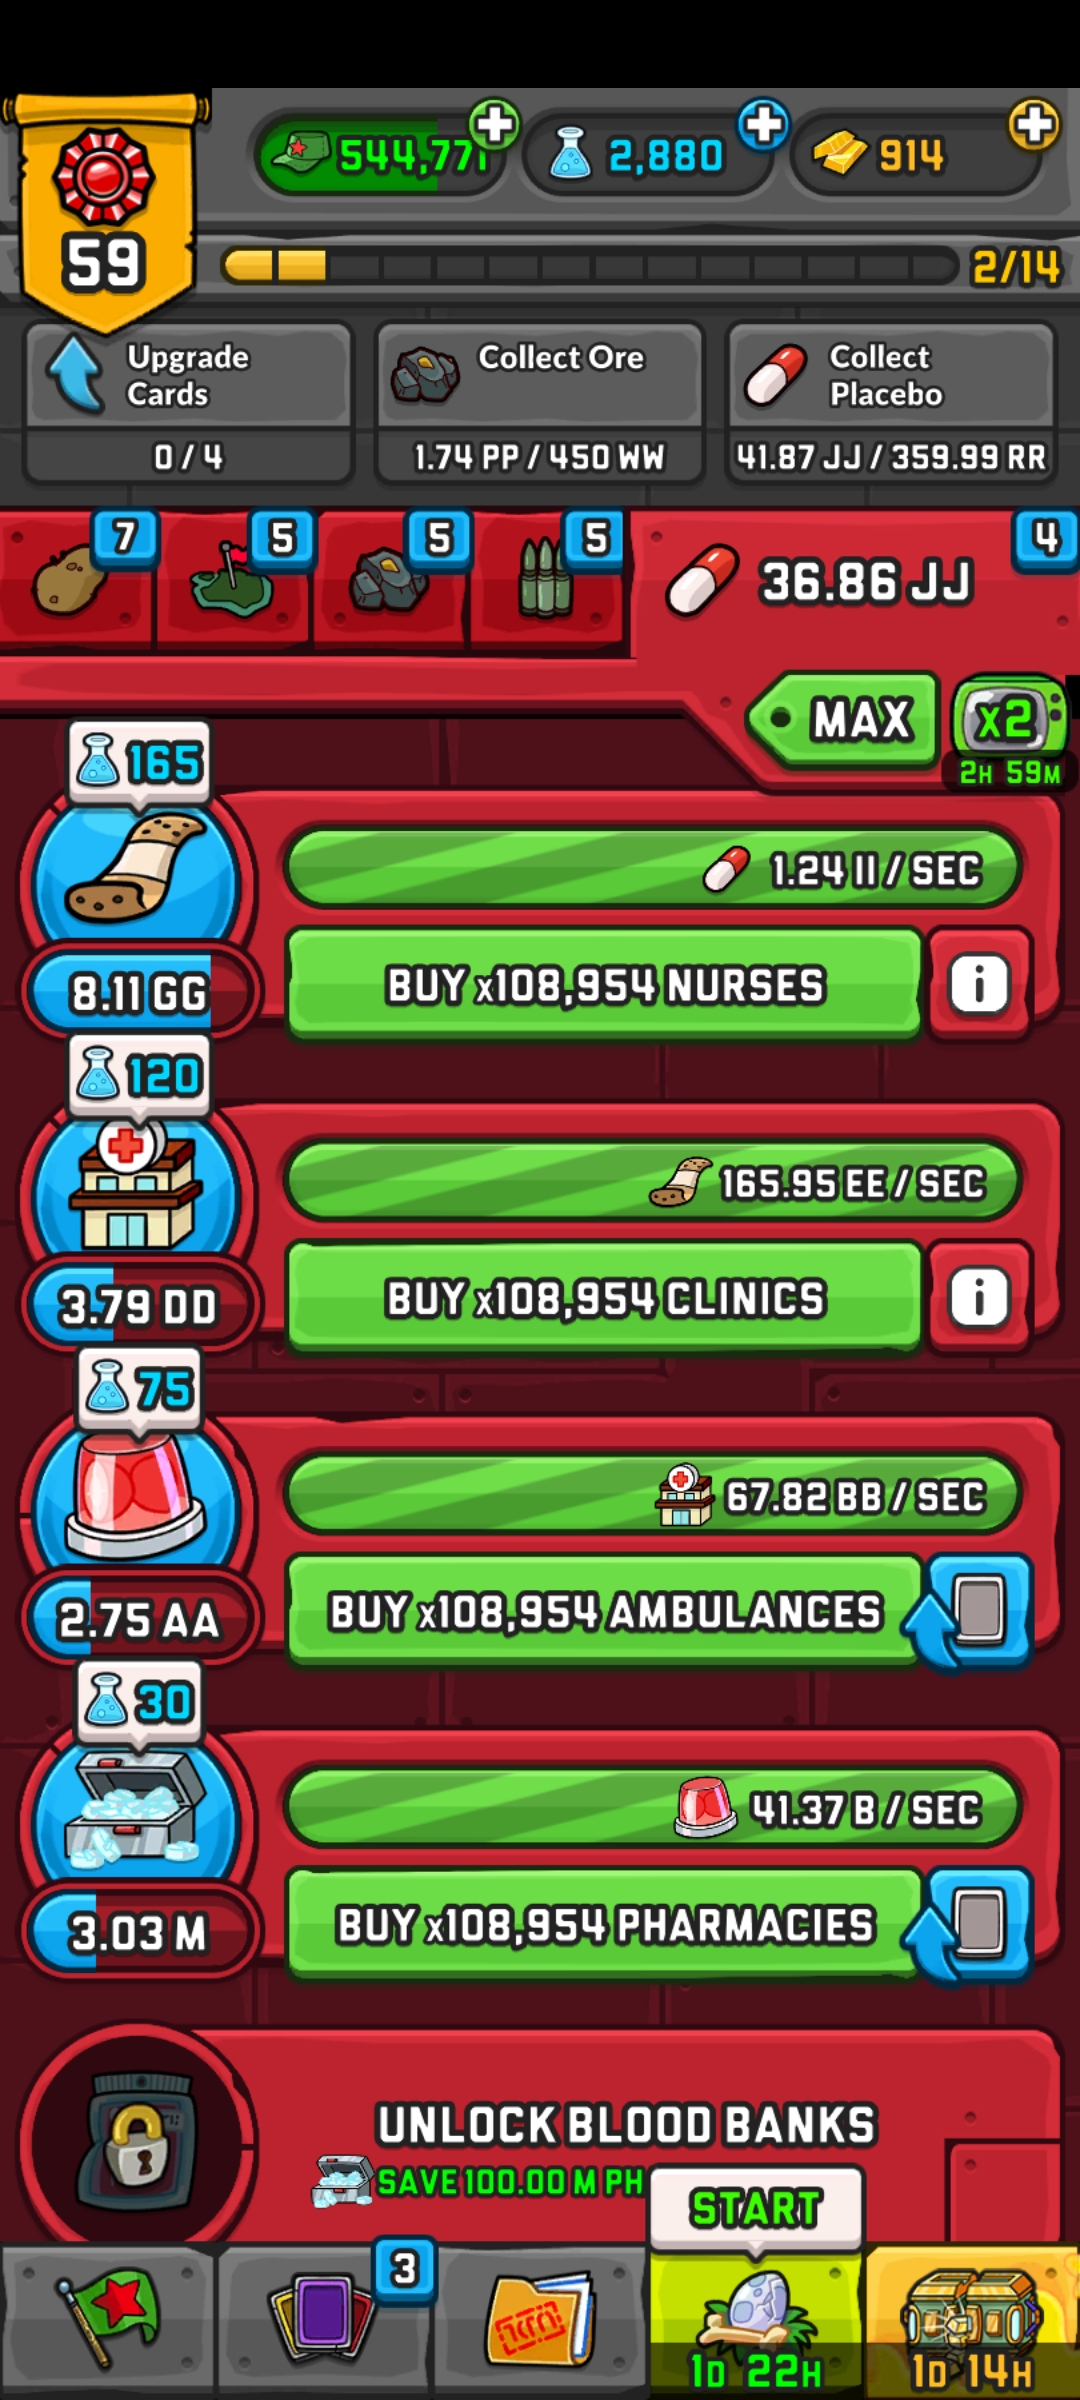 544,771
2,880
914
59
2/14
Upgrade
Cards
0 / 4
Collect Ore
1.74 PP / 450 WW
Collect
Placebo
41.87 JJ / 359.99 RR
7
5
5
5
36.86 JJ
4
MAX
x2
2H 59M
165
1.24 II / SEC
8.11 GG
BUY x108,954 NURSES
i
120
165.95 EE / SEC
3.79 DD
BUY x108,954 CLINICS
i
75
67.82 BB / SEC
2.75 AA
BUY x108,954 AMBULANCES
30
41.37 B / SEC
3.03 M
BUY x108,954 PHARMACIES
UNLOCK BLOOD BANKS
SAVE 100.00 M PH
START
3
1D 22H
1D 14H